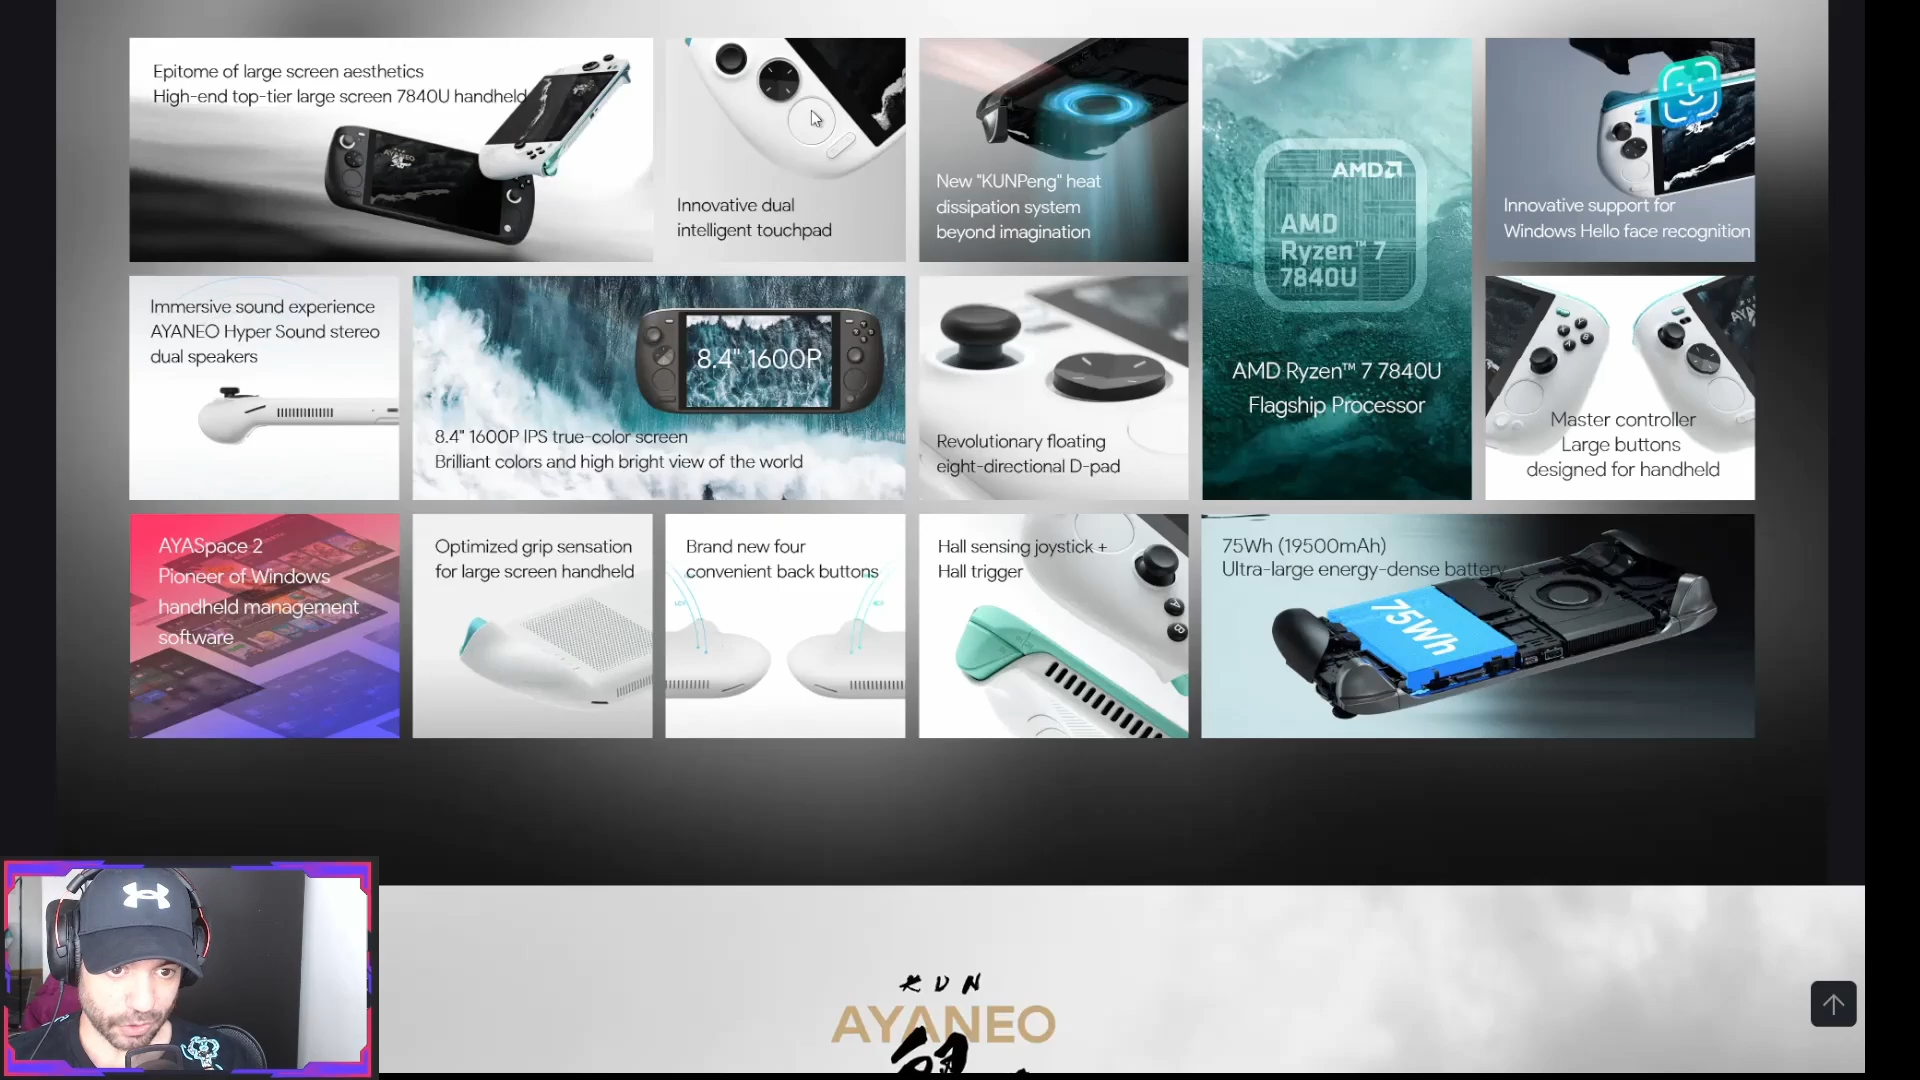 Epitome of large screen aesthetics
High-end top-tier large screen 7840U handheld
AYANEO
Innovative dual
intelligent touchpad
New "KUNPeng" heat
dissipation system
beyond imagination
AMD
AMD
Ryzen™ 7
7840U
AMD Ryzen™ 7 7840U
Flagship Processor
Innovative support for
Windows Hello face recognition
Immersive sound experience
AYANEO Hyper Sound stereo
dual speakers
8.4" 1600P
8.4" 1600P IPS true-color screen
Brilliant colors and high bright view of the world
Revolutionary floating
eight-directional D-pad
Master controller
Large buttons
designed for handheld
AYASpace 2
Pioneer of Windows
handheld management
software
Optimized grip sensation
for large screen handheld
Brand new four
convenient back buttons
Hall sensing joystick +
Hall trigger
A
B
75Wh (19500mAh)
Ultra-large energy-dense battery
75Wh
KUN
AYANEO